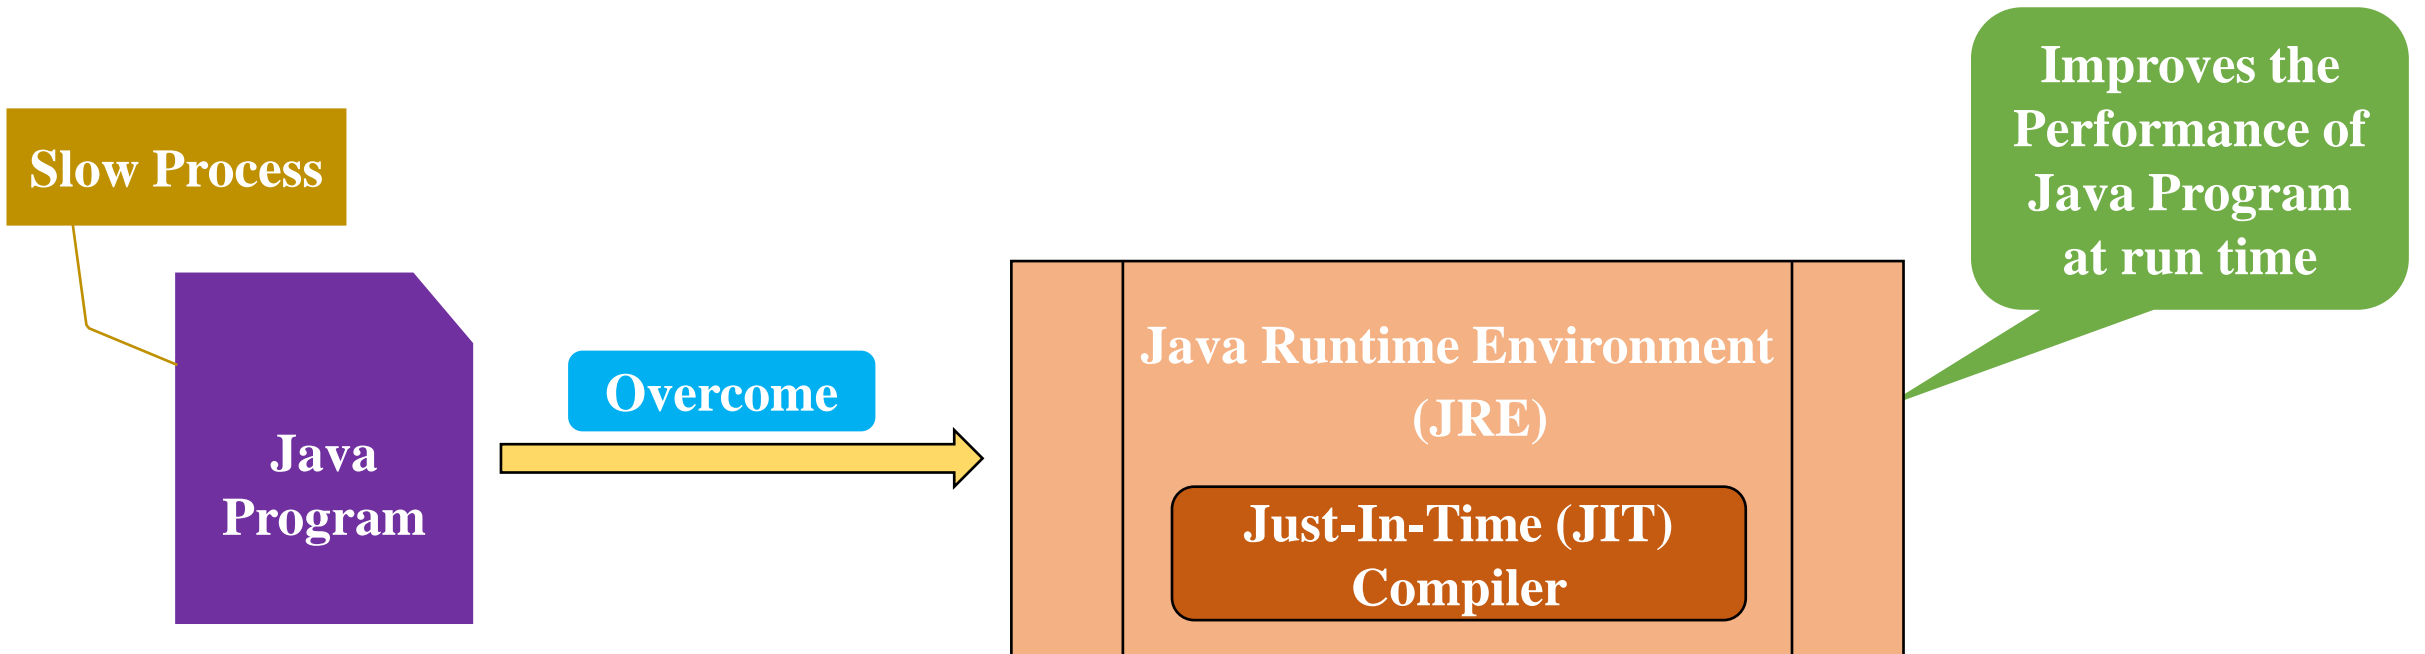 Slow Process
Java
Program
Overcome
Java Runtime Environment
(JRE)
Just-In-Time (JIT)
Compiler
Improves the
Performance of
Java Program
at run time